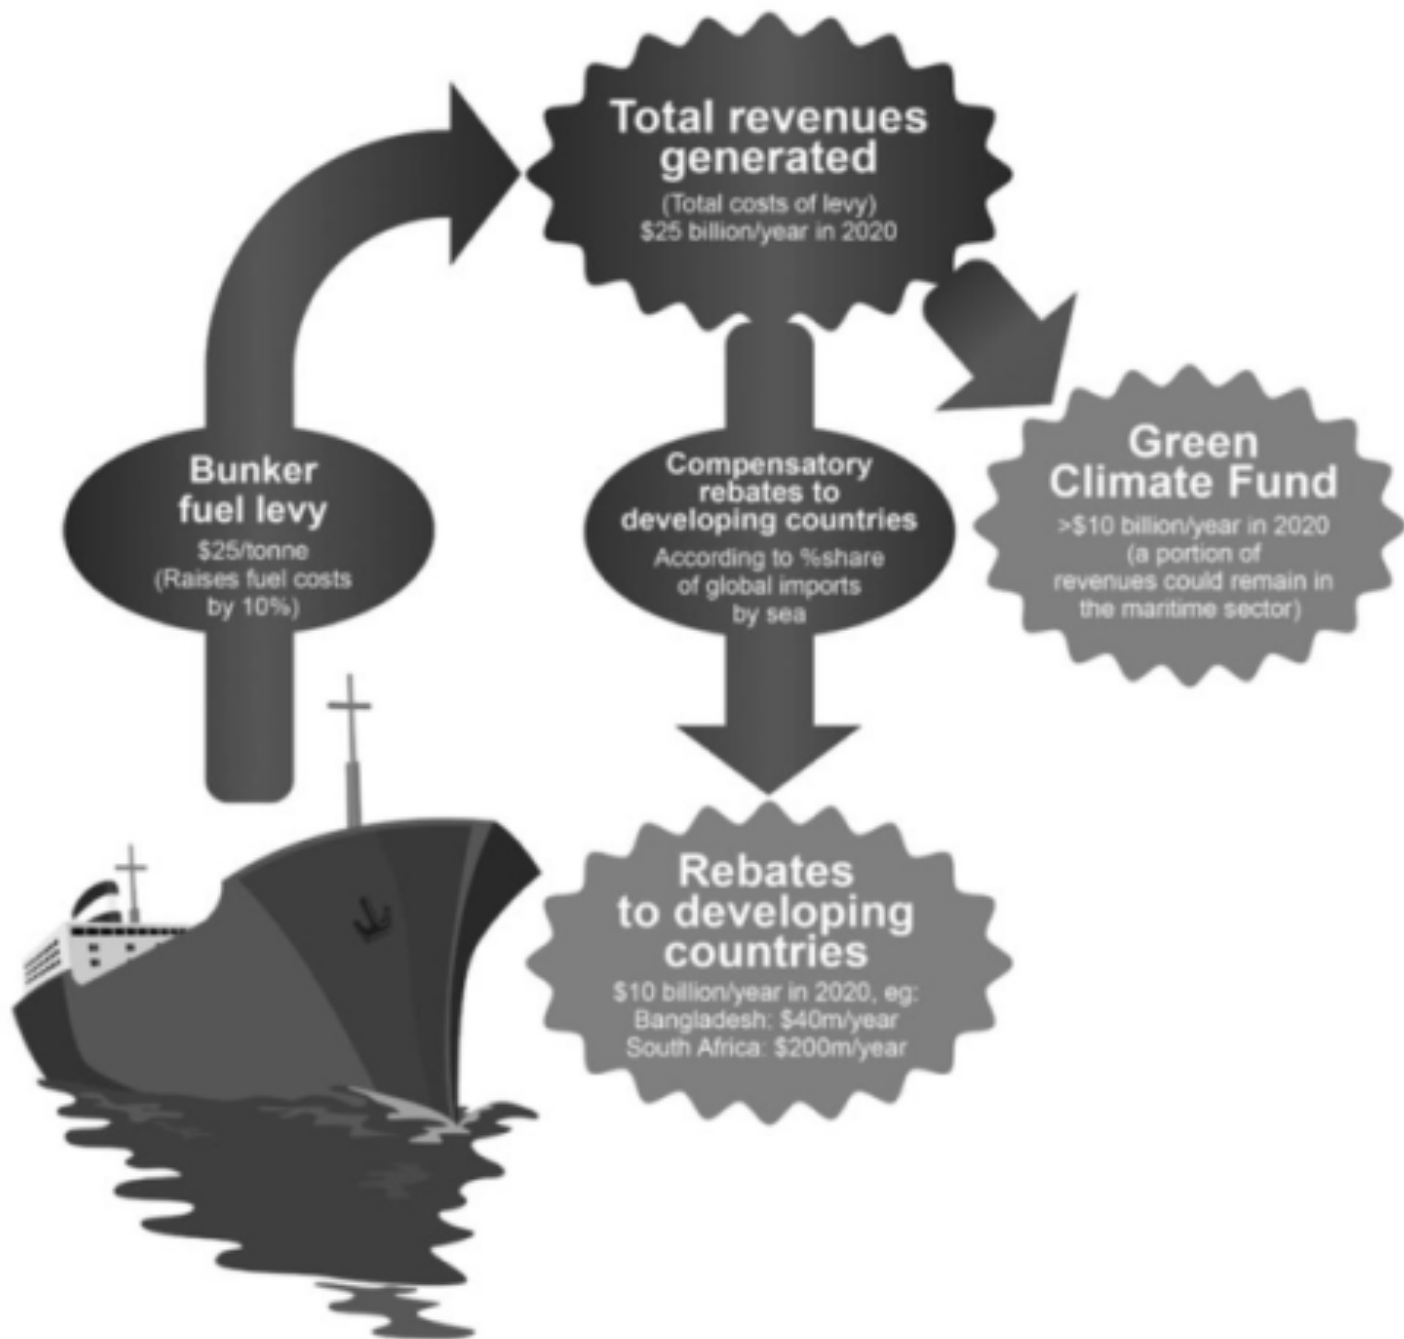 Total revenues
generated
(Total costs of levy)
$25 billion/year in 2020
Bunker
fuel levy
$25/tonne
(Raises fuel costs
by 10%)
Compensatory
rebates to
developing countries
According to %share
of global imports
by sea
Green
Climate Fund
>$10 billion/year in 2020
(a portion of
revenues could remain in
the maritime sector)
Rebates
to developing
countries
$10 billion/year in 2020, eg:
Bangladesh: $40m/year
South Africa: $200m/year